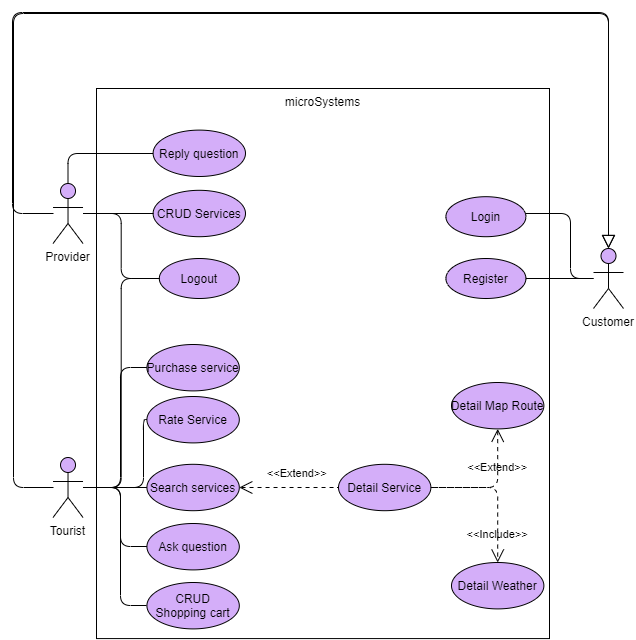 microSystems
Reply question
CRUD Services
Login
Provider
Logout
Register
Customer
Purchase service
Detail Map Route
Rate Service
<<Extend>>
<<Extend>>
Search services
Detail Service
Tourist
<<Include>>
Ask question
Detail Weather
CRUD
Shopping cart